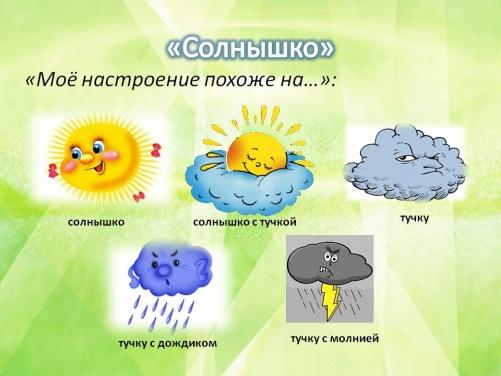 «Солнышко»
«Моё настроение похоже на…»:
солнышко
солнышко с тучкой
тучку
тучку с дождиком
тучку с молнией